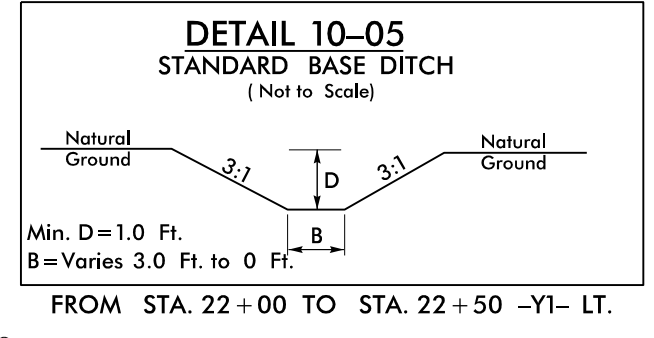 DETAIL 10–05
STANDARD BASE DITCH
( Not to Scale)
Natural
Ground
3:1
D
3:1
Natural
Ground
Min. D=1.0 Ft.
B
B=Varies 3.0 Ft. to 0 Ft.
FROM STA. 22+00 TO STA. 22+50 –Y1– LT.